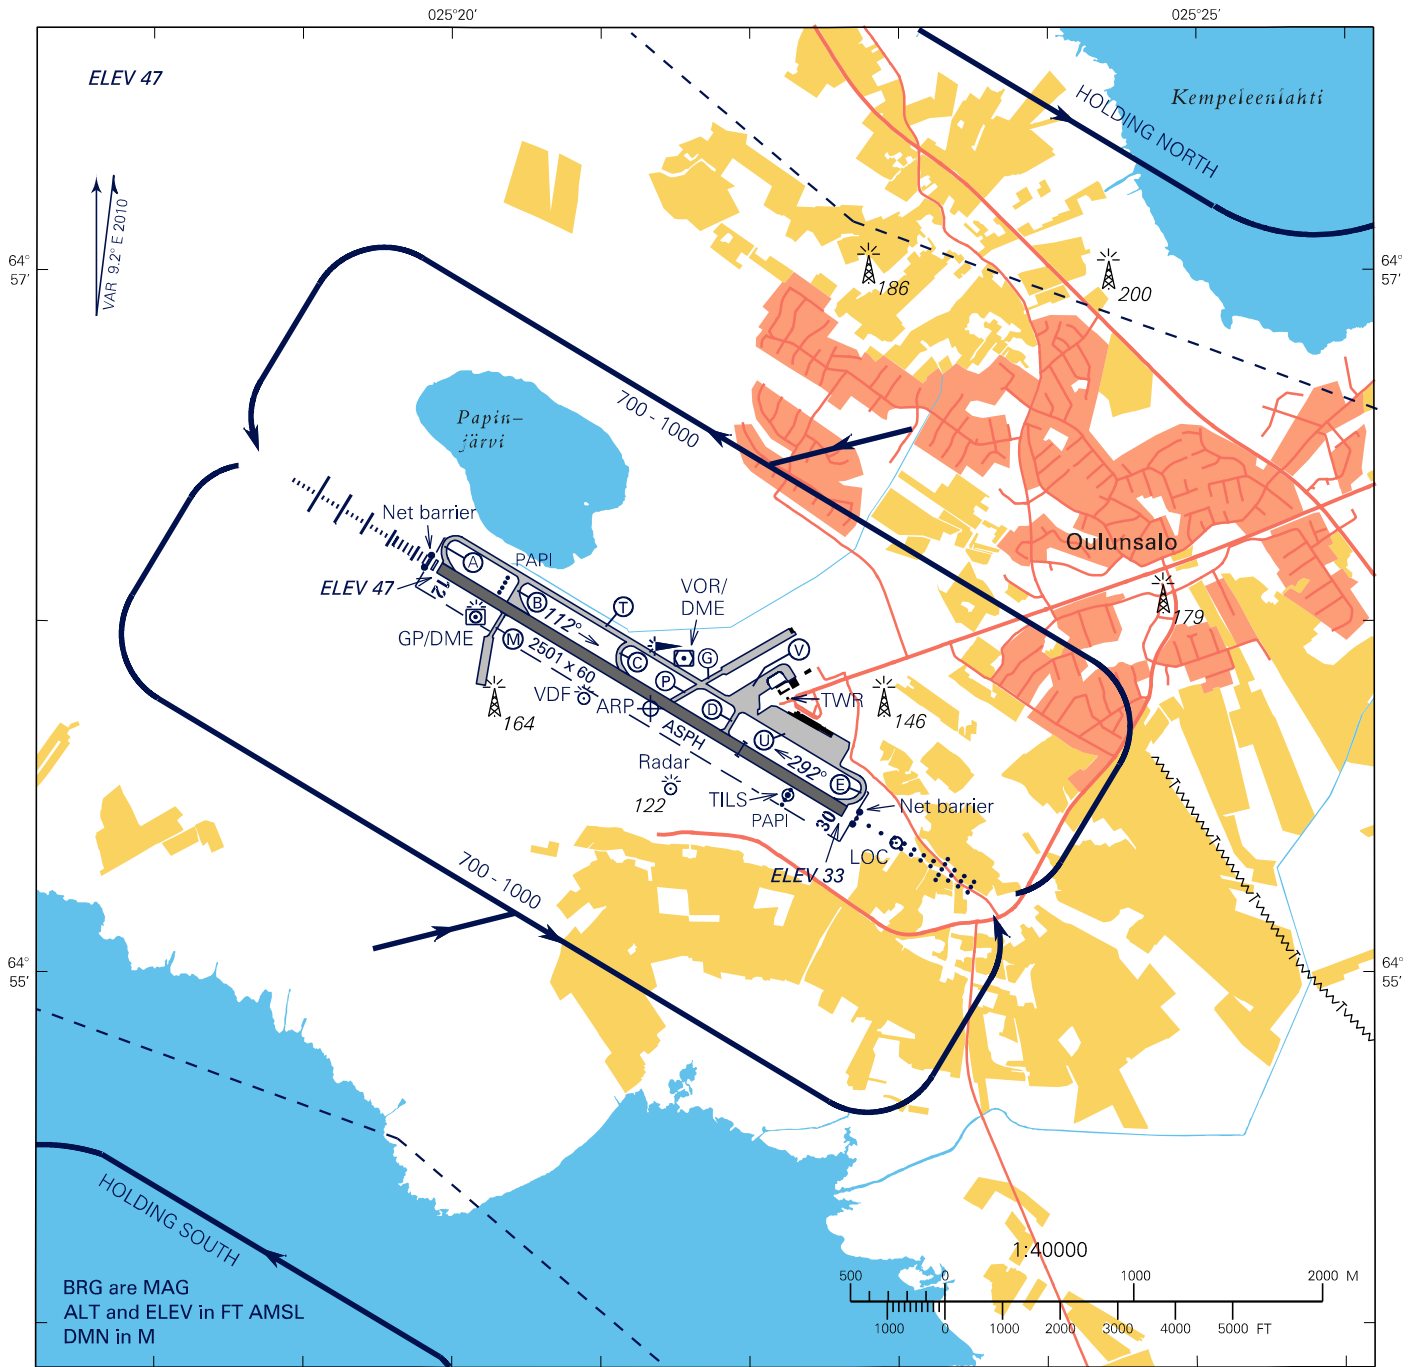 025°20′
025°25′
ELEV 47
Kempeleenlahti
HOLDING NORTH
VAR 9.2° E 2010
64°
57′
64°
57′
186
200
700 - 1000
Papin–
järvi
Net barrier
Oulunsalo
A
PAPI
ELEV 47
12
B
T
VOR/
DME
179
GP/DME
M
112°
C
G
V
2501 x 60
P
VDF
ARP
D
TWR
164
146
ASPH
U
292°
Radar
E
122
TILS
PAPI
30
Net barrier
LOC
ELEV 33
700 - 1000
64°
55′
64°
55′
HOLDING SOUTH
1:40000
BRG are MAG
ALT and ELEV in FT AMSL
DMN in M
500 0 1000 2000 M
1000 0 1000 2000 3000 4000 5000 FT